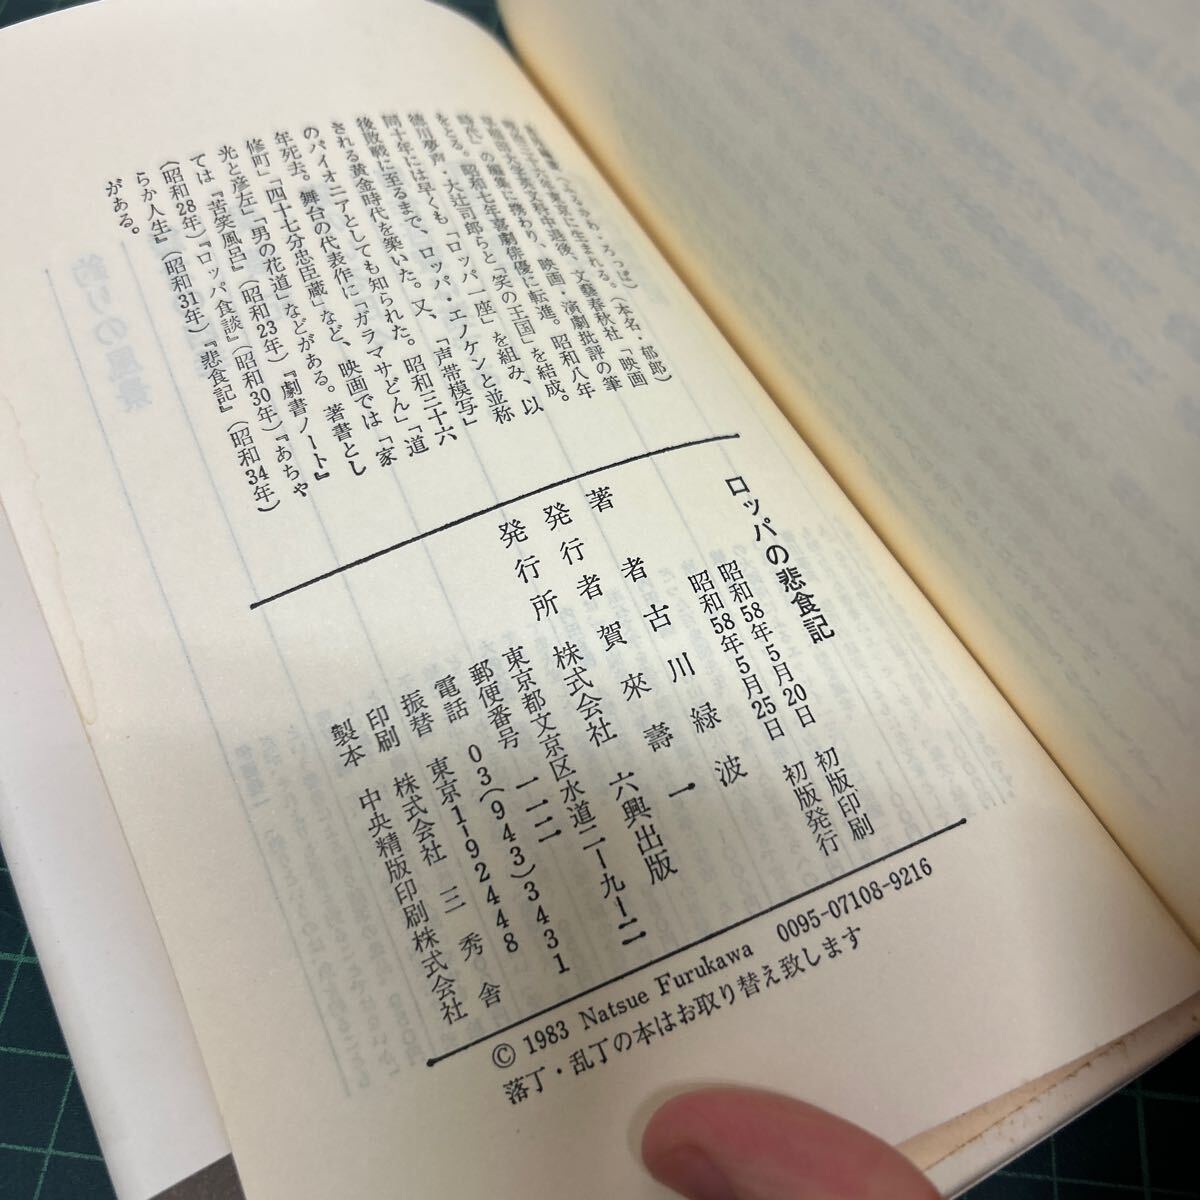 (ふるかわ・ろっぱ)(本名・郁郎)
東京に生まれる。
早稲田大学英文科中退後、文藝春秋社「映画
時代」の編集に携わり、映画・演劇批評の筆
をとる。昭和七年喜劇俳優に転進。昭和八年
徳川夢声・大辻司郎らと「笑の王国」を結成。
同十年には早くも「ロッパ一座」を組み、以
後敗戦に至るまで、ロッパ・エノケンと並称
される黄金時代を築いた。又、「声帯模写」
のパイオニアとしても知られた。昭和三十六
年死去。舞台の代表作に「ガラマサどん」「道
修町」「四十七分忠臣蔵」など、映画では「家
光と彦左」「男の花道」などがある。著書とし
ては『苦笑風呂』(昭和23年)『劇書ノート』
(昭和28年)『ロッパ食談』(昭和30年)『あちゃ
らか人生』(昭和31年)『悲食記』(昭和34年)
がある。
ロッパの悲食記
昭和58年5月20日 初版印刷
昭和58年5月25日 初版発行
著者 古川緑波
発行者 賀來壽一
発行所 株式会社 六興出版
東京都文京区水道二ー九ー二
郵便番号 一一二
電話 03(943)3431
振替 東京1-92448
印刷 株式会社 三秀舎
製本 中央精版印刷株式会社
© 1983 Natsue Furukawa 0095-07108-9216
落丁・乱丁の本はお取り替え致します